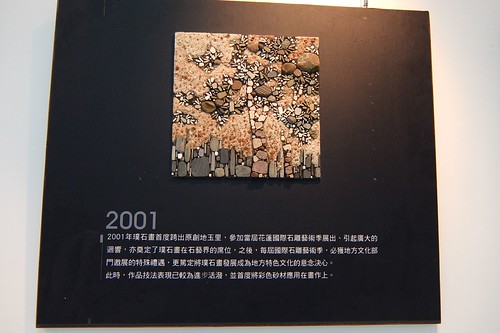 2001
2001年璞石畫首度跨出原創地玉里，參加當屆花蓮國際石雕藝術季展出、引起廣大的
迴響，亦奠定了璞石畫在石藝界的席位，之後，每屆國際石雕藝術季，必獲地方文化部
門邀展的特殊禮遇，更篤定將璞石畫發展成為地方特色文化的意念決心。
此時，作品技法表現已較為進步活潑，並首度將彩色砂材應用在畫作上。